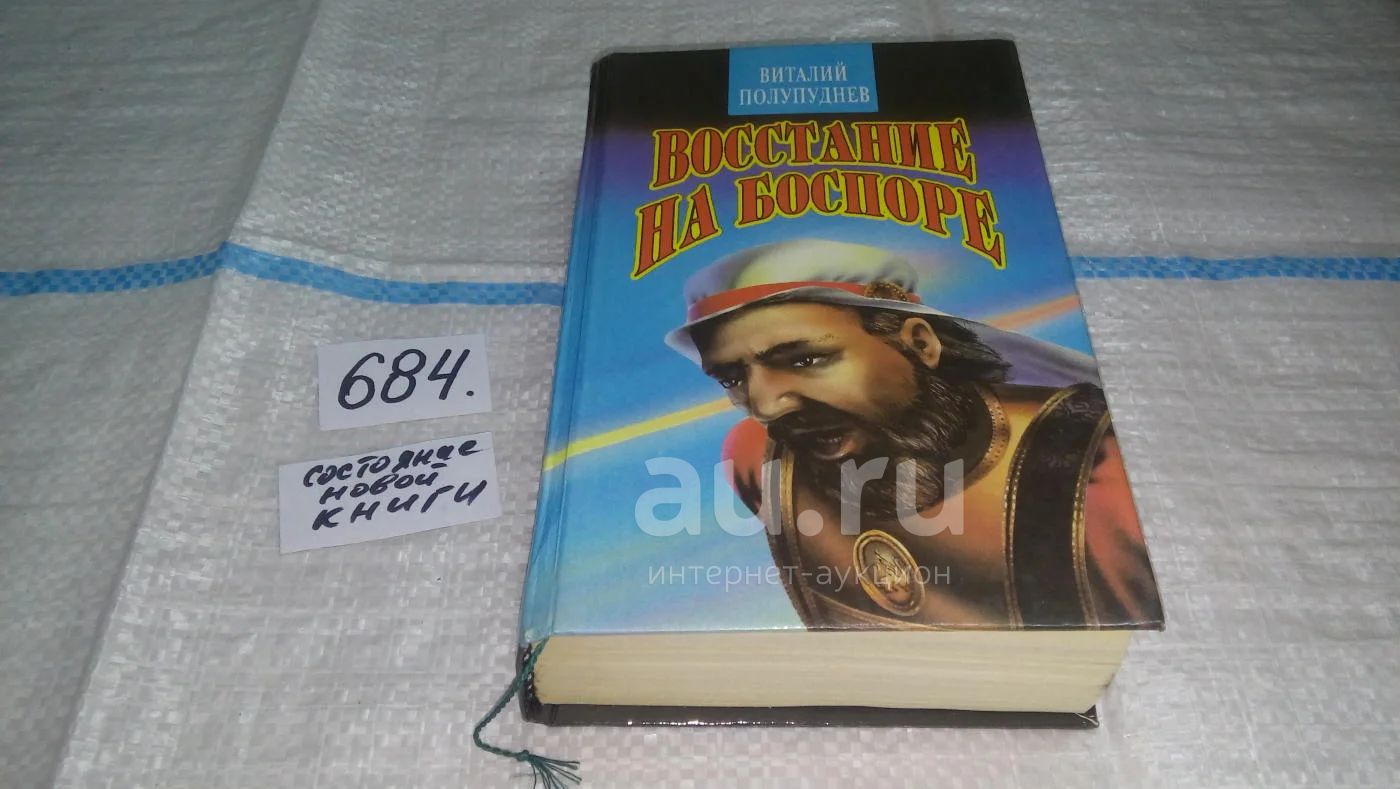 ВИТАЛИЙ
ПОЛУПУДНЕВ
ВОССТАНИЕ
НА БОСПОРЕ
684.
состояние
новой
книги
au.ru
интернет-аукцион